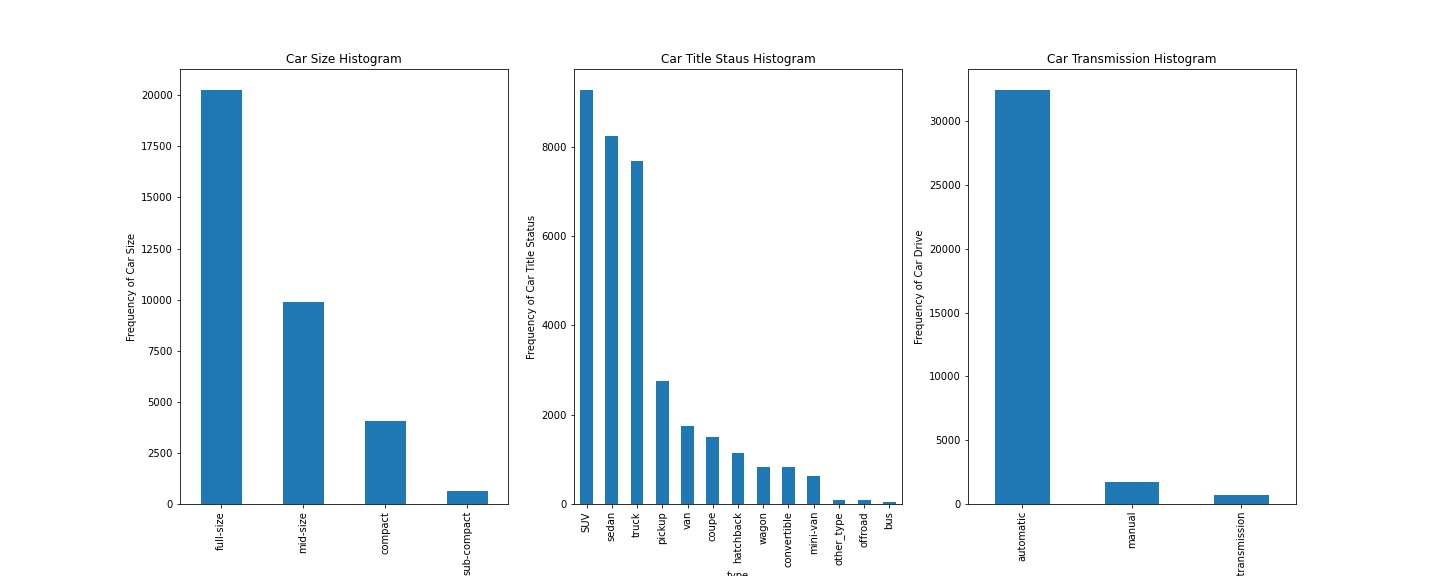 Car Size Histogram
Frequency of Car Size
20000
17500
15000
12500
10000
7500
5000
2500
0
full-size
mid-size
compact
sub-compact
Car Title Staus Histogram
Frequency of Car Title Status
8000
6000
4000
2000
0
SUV
sedan
truck
pickup
van
coupe
hatchback
wagon
convertible
mini-van
other_type
offroad
bus
type
Car Transmission Histogram
Frequency of Car Drive
30000
25000
20000
15000
10000
5000
0
automatic
manual
transmission